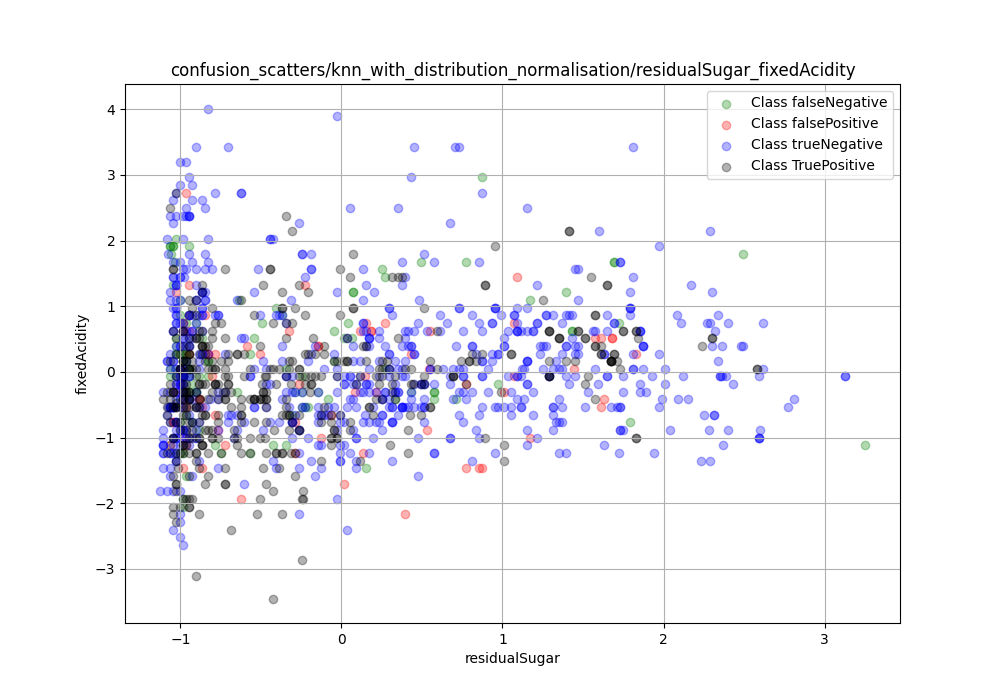 confusion_scatters/knn_with_distribution_normalisation/residualSugar_fixedAcidity
Class falseNegative
Class falsePositive
Class trueNegative
Class TruePositive
4
3
2
1
0
−1
−2
−3
fixedAcidity
−1 0 1 2 3
residualSugar